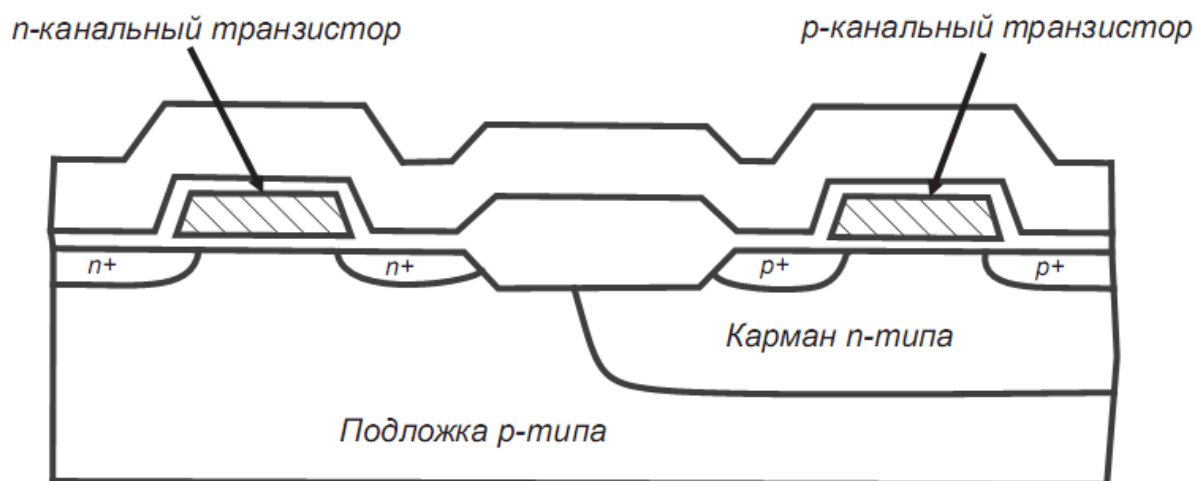 n-канальный транзистор
p-канальный транзистор
n+
n+
p+
p+
Карман n-типа
Подложка p-типа